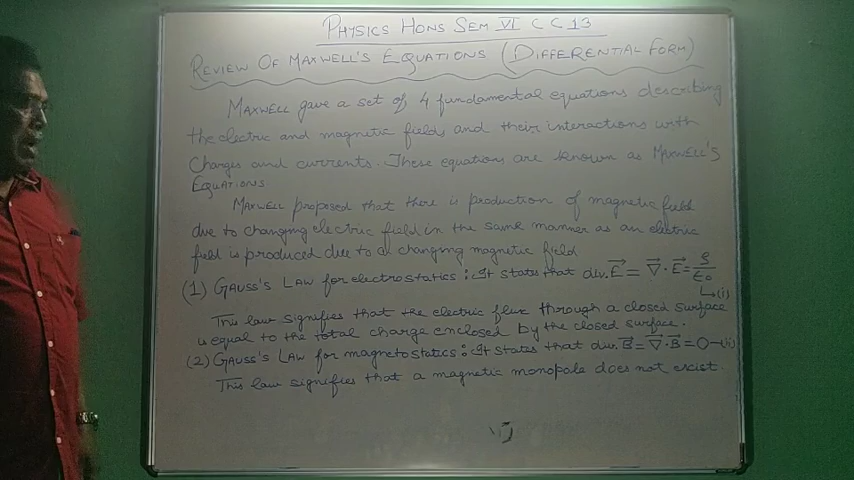 PHYSICS HONS SEM VI CC 13
REVIEW OF MAXWELL'S EQUATIONS (DIFFERENTIAL FORM)
MAXWELL gave a set of 4 fundamental equations describing
the electric and magnetic fields and their interactions with
charges and currents. These equations are known as MAXWELL'S
EQUATIONS
MAXWELL proposed that there is production of magnetic field
due to changing electric field in the same manner as an electric
field is produced due to a changing magnetic field
(1) GAUSS'S LAW for electrostatics : It states that div. E⃗ = ∇⃗ . E⃗ = ρ/ε₀
↳(i)
This law signifies that the electric flux through a closed surface
is equal to the total charge enclosed by the closed surface.
(2) GAUSS'S LAW for magnetostatics : It states that div. B⃗ = ∇⃗ . B⃗ = 0 —(ii)
This law signifies that a magnetic monopole does not exist.